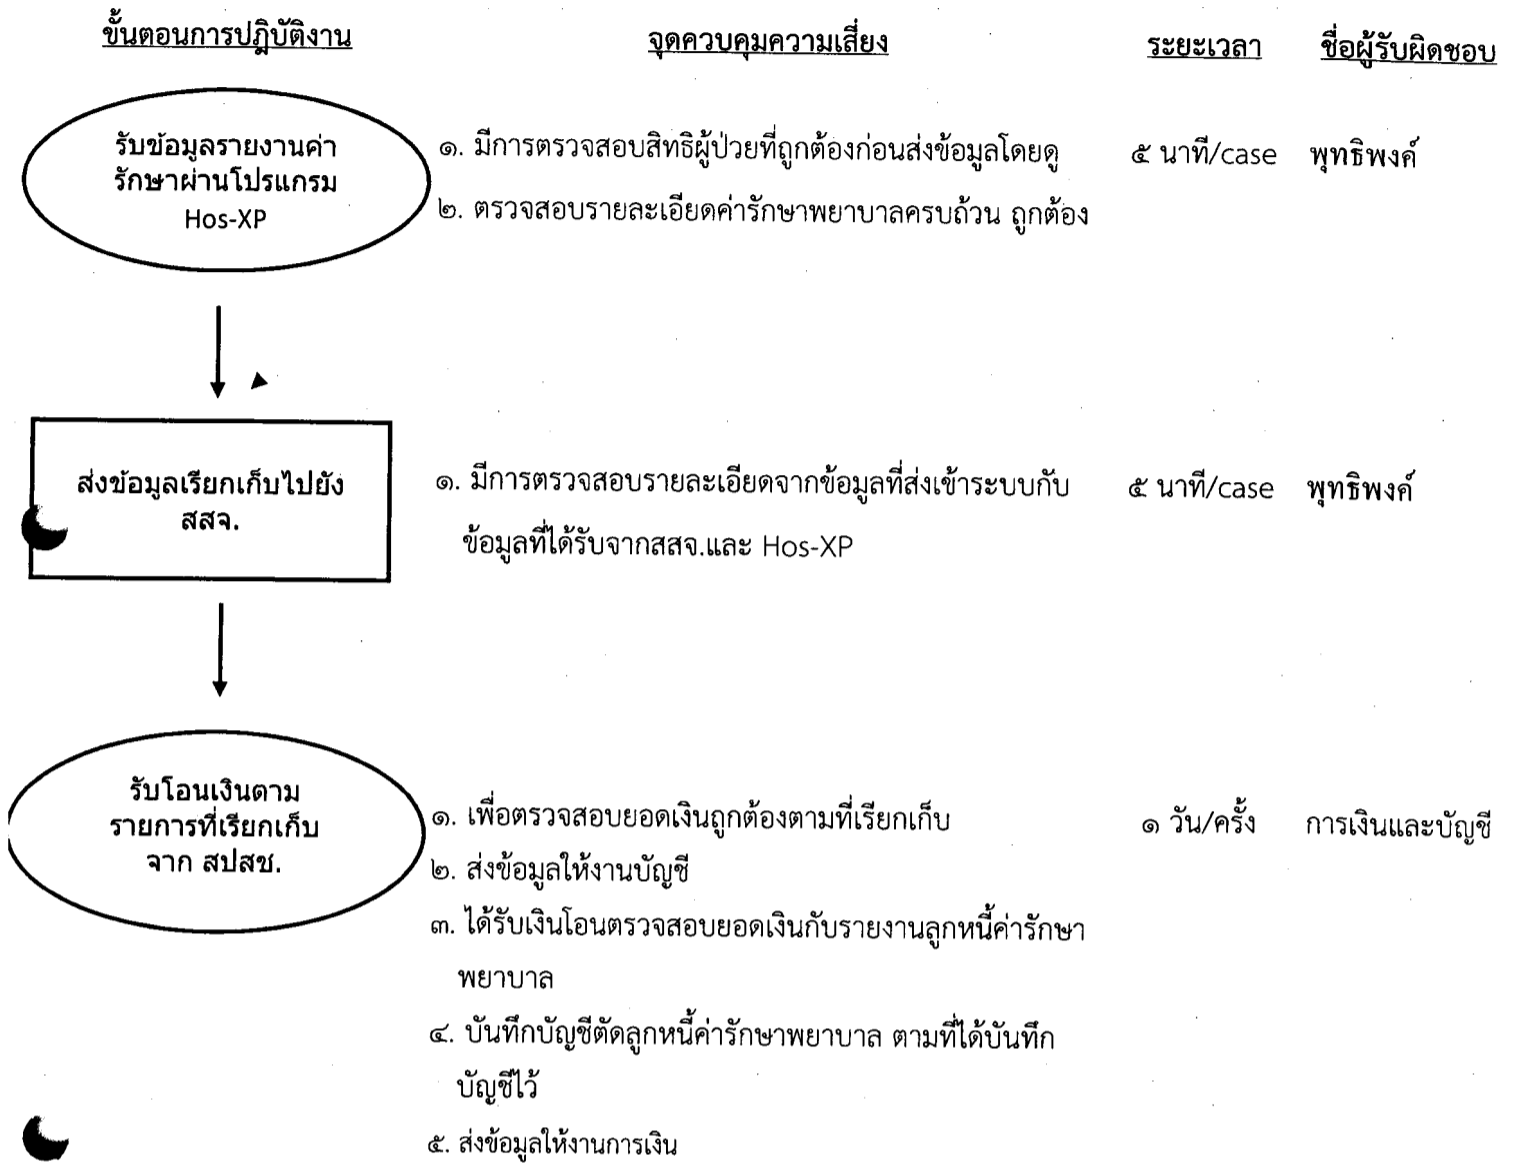 ขั้นตอนการปฎิบัติงาน จุดควบคุมความเสี่ยง ระยะเวลา ชื่อผู้รับผิดชอบ
รับข้อมูลรายงานค่า
รักษาผ่านโปรแกรม
Hos-XP
๑. มีการตรวจสอบสิทธิผู้ป่วยที่ถูกต้องก่อนส่งข้อมูลโดยดู ๕ นาที/case พุทธิพงค์
๒. ตรวจสอบรายละเอียดค่ารักษาพยาบาลครบถ้วน ถูกต้อง
ส่งข้อมูลเรียกเก็บไปยัง
สสจ.
๑. มีการตรวจสอบรายละเอียดจากข้อมูลที่ส่งเข้าระบบกับ ๕ นาที/case พุทธิพงค์
ข้อมูลที่ได้รับจากสสจ.และ Hos-XP
รับโอนเงินตาม
รายการที่เรียกเก็บ
จาก สปสช.
๑. เพื่อตรวจสอบยอดเงินถูกต้องตามที่เรียกเก็บ ๑ วัน/ครั้ง การเงินและบัญชี
๒. ส่งข้อมูลให้งานบัญชี
๓. ได้รับเงินโอนตรวจสอบยอดเงินกับรายงานลูกหนี้ค่ารักษา
พยาบาล
๔. บันทึกบัญชีตัดลูกหนี้ค่ารักษาพยาบาล ตามที่ได้บันทึก
บัญชีไว้
๕. ส่งข้อมูลให้งานการเงิน